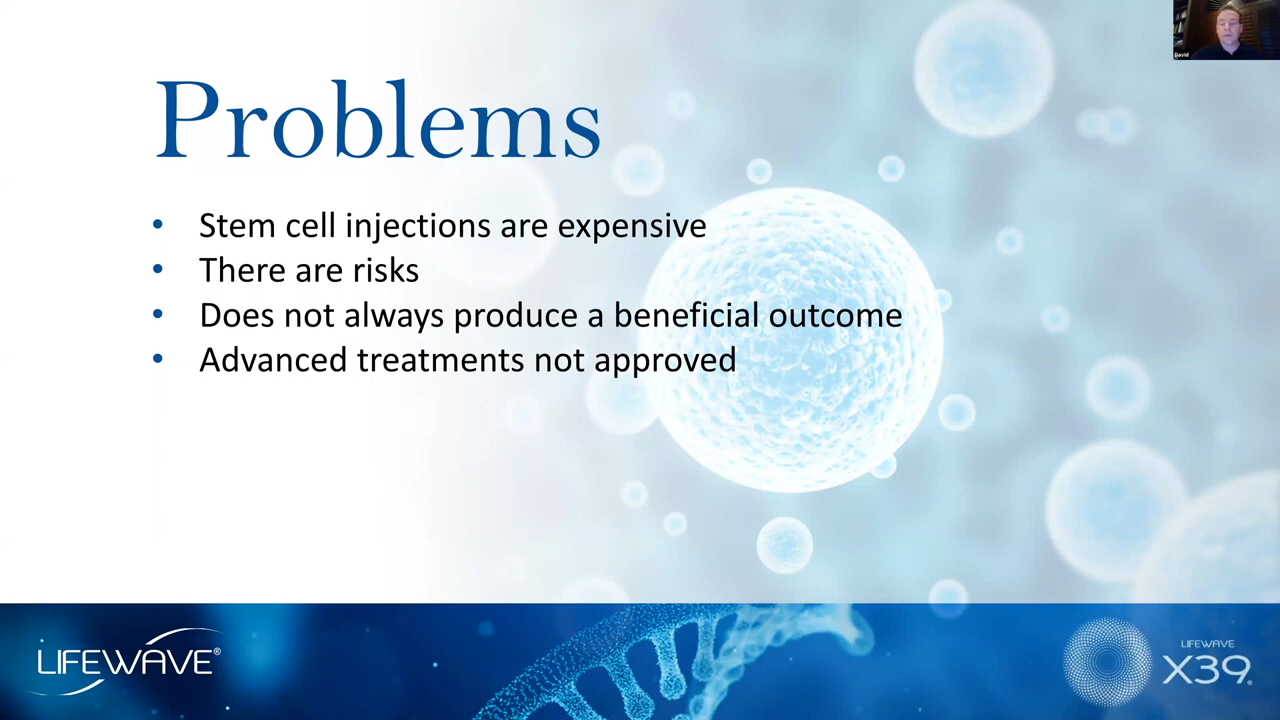 David
Problems
• Stem cell injections are expensive
• There are risks
• Does not always produce a beneficial outcome
• Advanced treatments not approved
LIFEWAVE®
LIFEWAVE
X39®